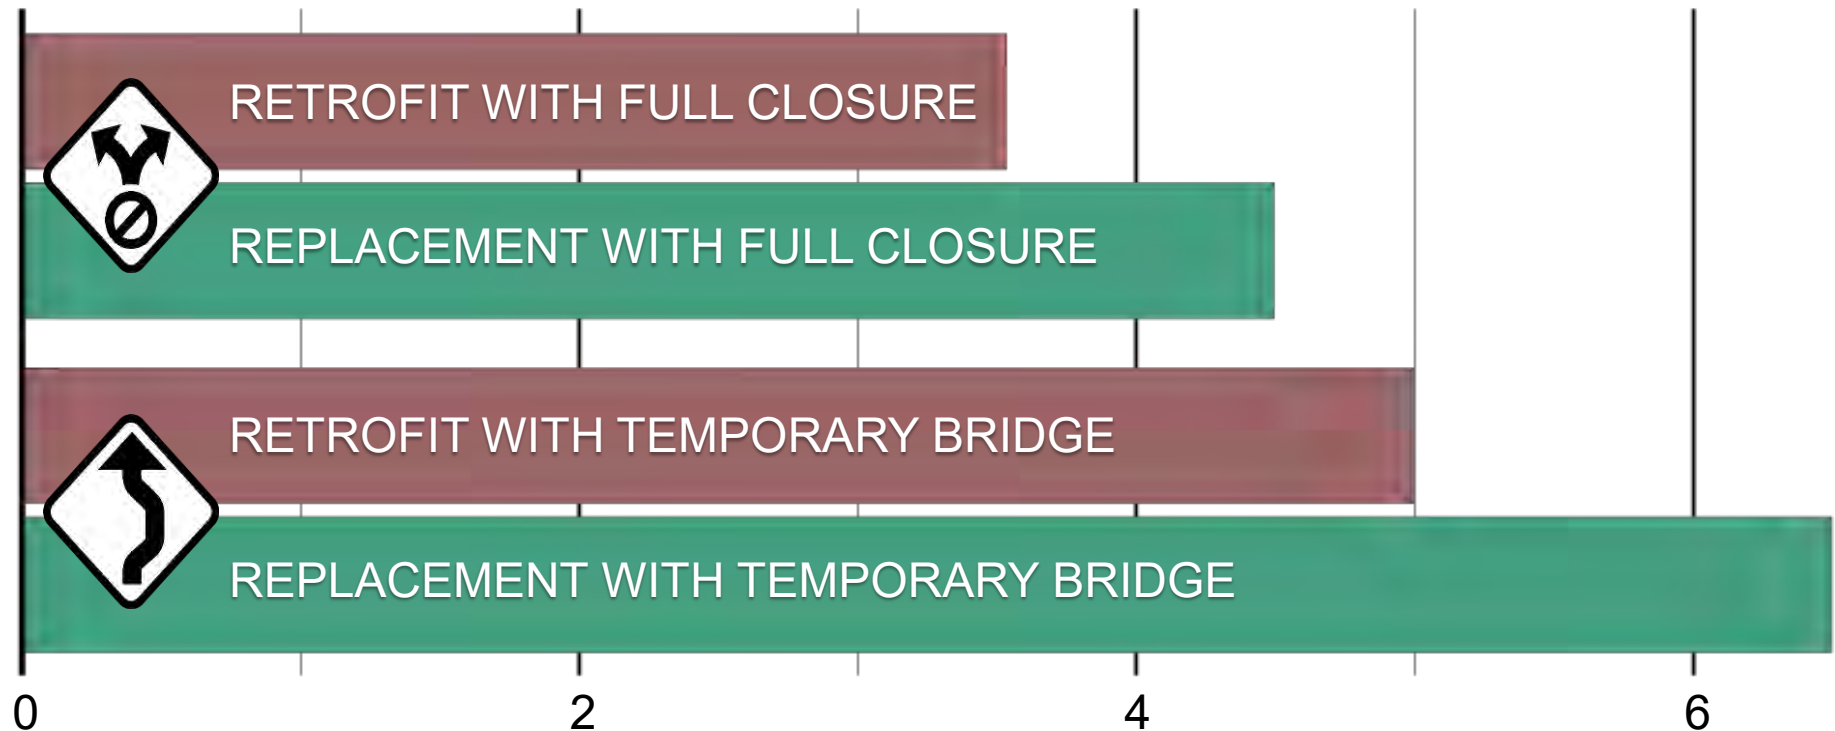 RETROFIT WITH FULL CLOSURE
REPLACEMENT WITH FULL CLOSURE
RETROFIT WITH TEMPORARY BRIDGE
REPLACEMENT WITH TEMPORARY BRIDGE
0 2 4 6